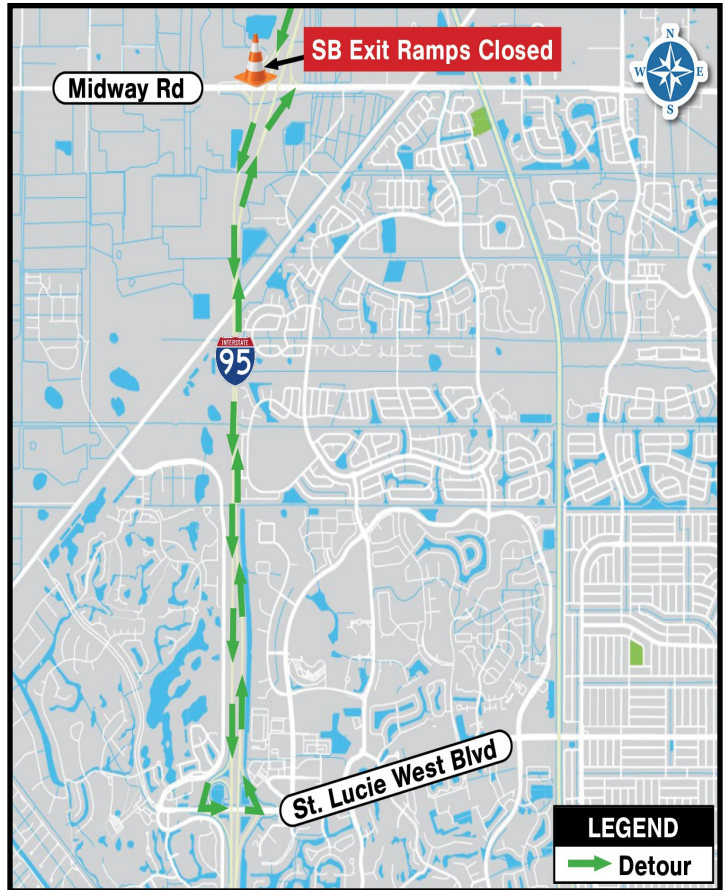 SB Exit Ramps Closed
Midway Rd
N
W E
S
INTERSTATE
95
St. Lucie West Blvd
LEGEND
Detour